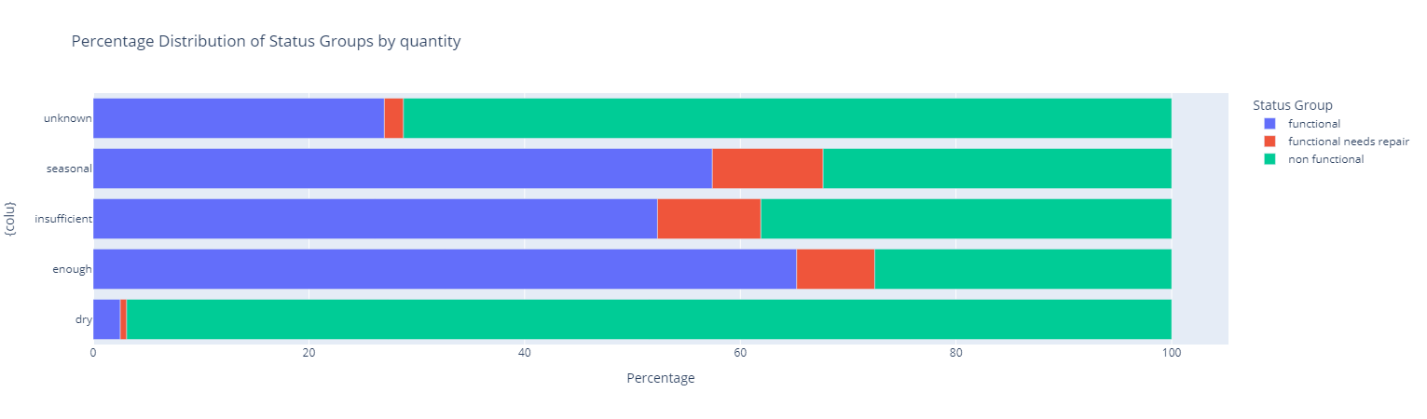 Percentage Distribution of Status Groups by quantity
Status Group
functional
functional needs repair
non functional
{colu}
unknown
seasonal
insufficient
enough
dry
0 20 40 60 80 100
Percentage